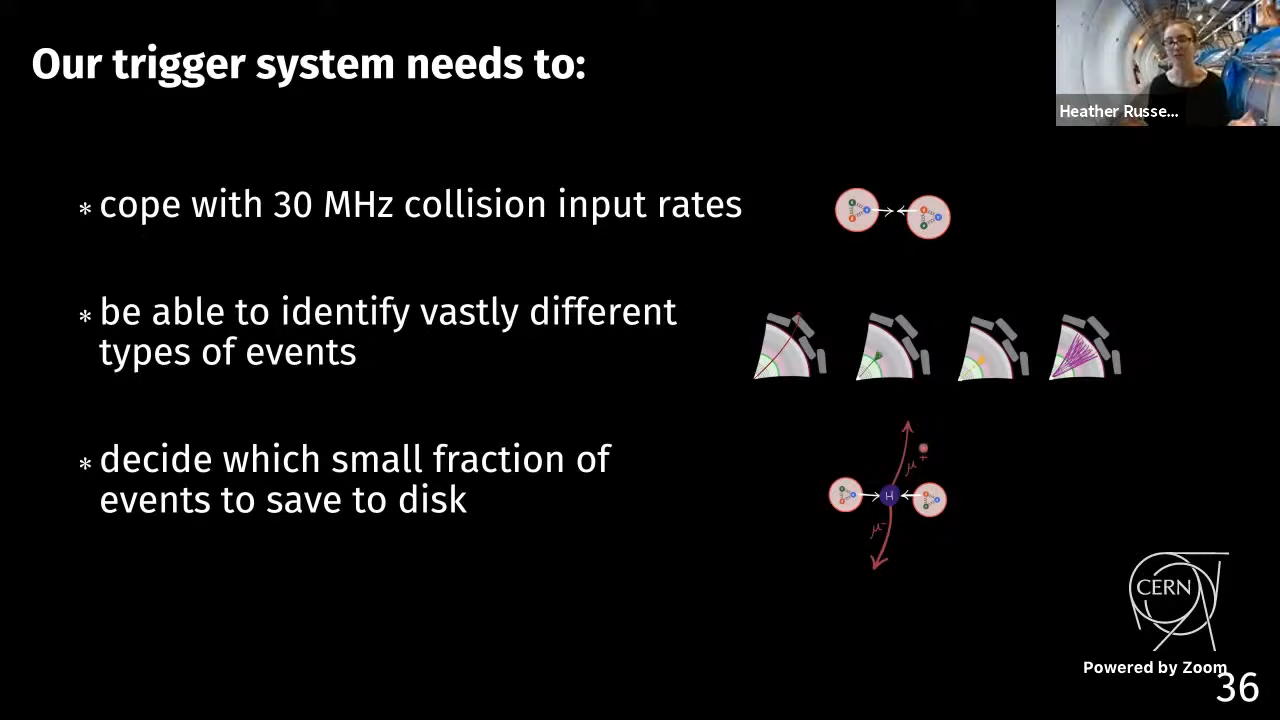 Our trigger system needs to:
Heather Russe...
* cope with 30 MHz collision input rates
* be able to identify vastly different
types of events
* decide which small fraction of
events to save to disk
μ+
H
μ-
CERN
Powered by Zoom
36